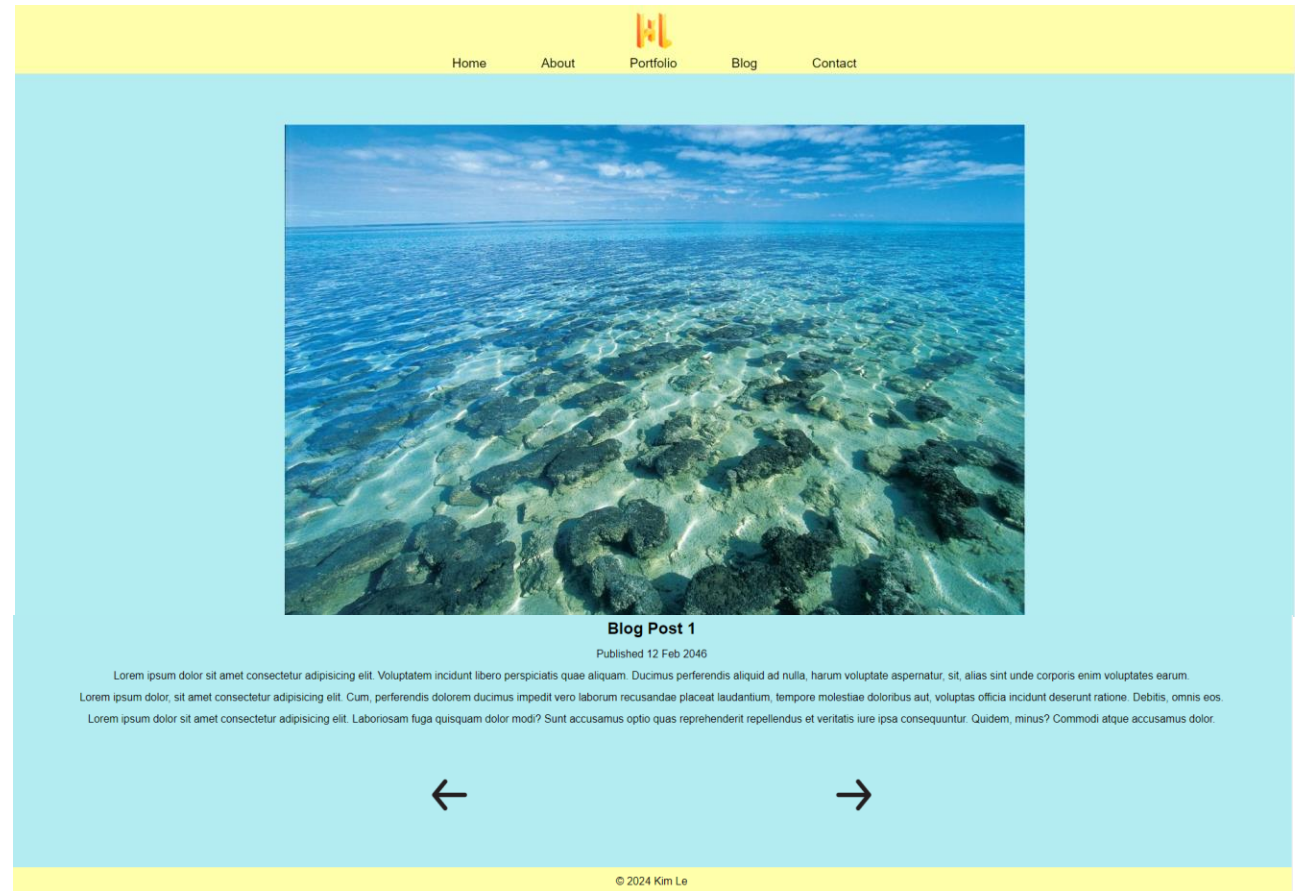 Home About Portfolio Blog Contact
Blog Post 1
Published 12 Feb 2046
Lorem ipsum dolor sit amet consectetur adipisicing elit. Voluptatem incidunt libero perspiciatis quae aliquam. Ducimus perferendis aliquid ad nulla, harum voluptate aspernatur, sit, alias sint unde corporis enim voluptates earum.
Lorem ipsum dolor, sit amet consectetur adipisicing elit. Cum, perferendis dolorem ducimus impedit vero laborum recusandae placeat laudantium, tempore molestiae doloribus aut, voluptas officia incidunt deserunt ratione. Debitis, omnis eos.
Lorem ipsum dolor sit amet consectetur adipisicing elit. Laboriosam fuga quisquam dolor modi? Sunt accusamus optio quas reprehenderit repellendus et veritatis iure ipsa consequuntur. Quidem, minus? Commodi atque accusamus dolor.
© 2024 Kim Le